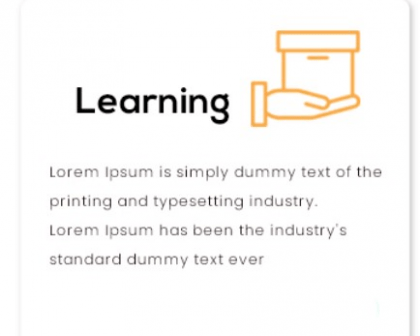 Learning
Lorem Ipsum is simply dummy text of the
printing and typesetting industry.
Lorem Ipsum has been the industry's
standard dummy text ever